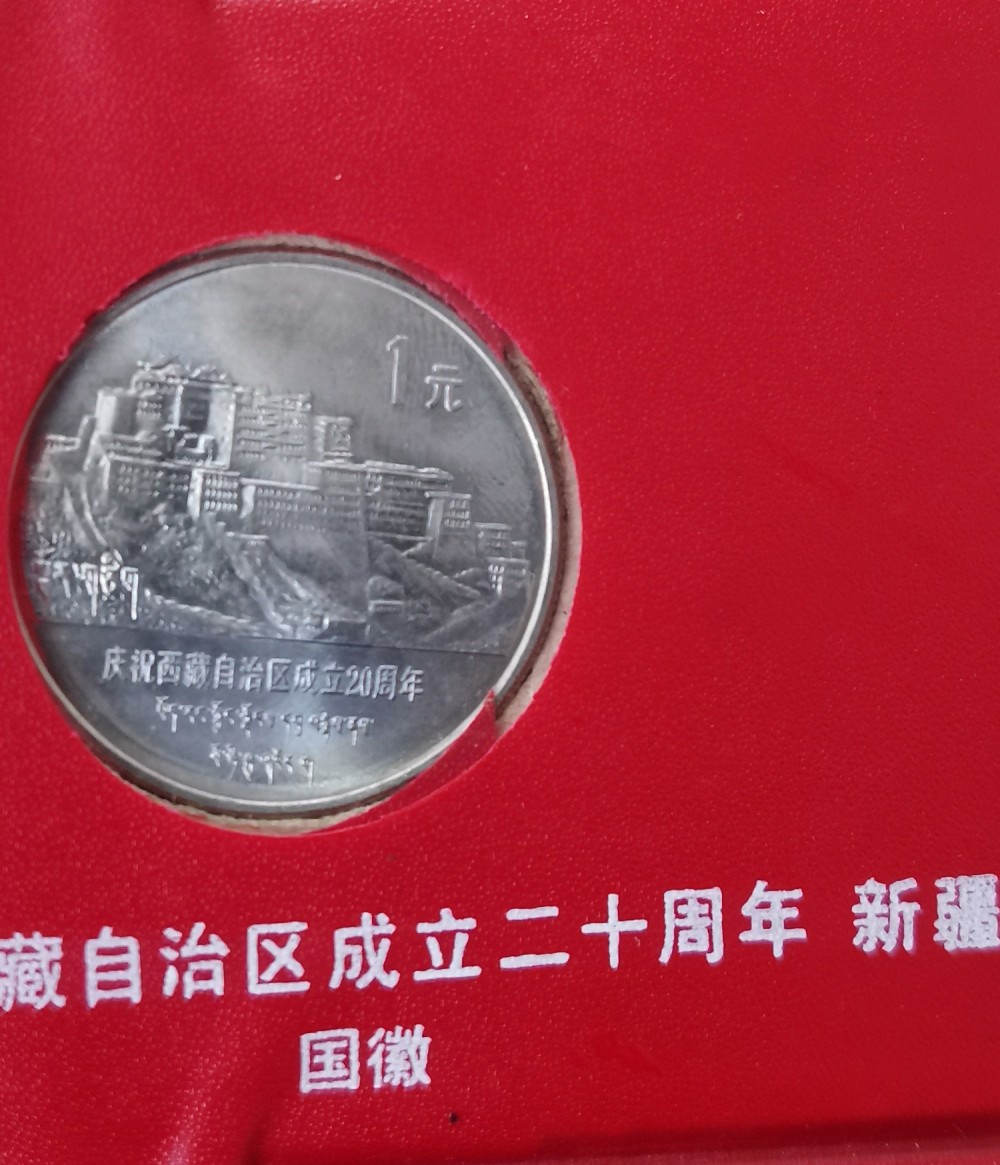 1元
庆祝西藏自治区成立20周年
藏自治区成立二十周年 新疆
国徽